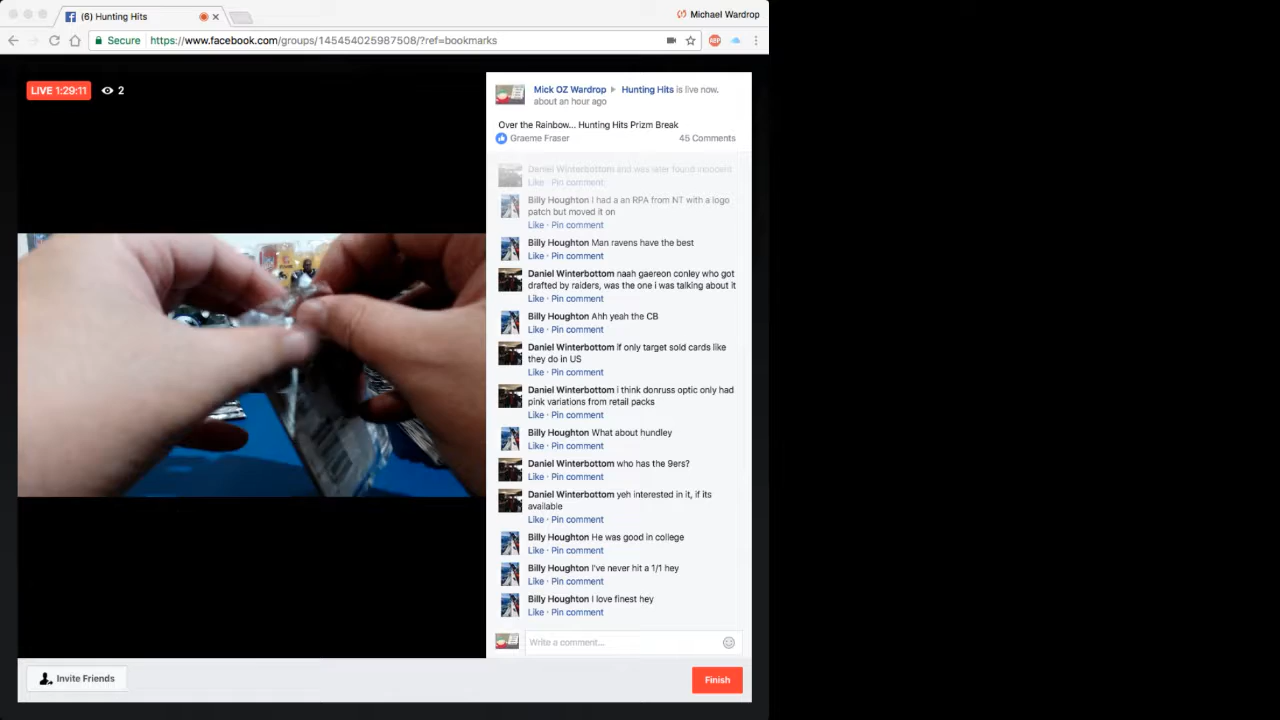 (6) Hunting Hits
Michael Wardrop
Secure https://www.facebook.com/groups/145454025987508/?ref=bookmarks
ABP
LIVE 1:29:11 2
Mick OZ Wardrop Hunting Hits is live now.
about an hour ago
Over the Rainbow... Hunting Hits Prizm Break
Graeme Fraser 45 Comments
Daniel Winterbottom and was later found inocent
Like · Pin comment
Billy Houghton I had a an RPA from NT with a logo
patch but moved it on
Like · Pin comment
Billy Houghton Man ravens have the best
Like · Pin comment
Daniel Winterbottom naah gaereon conley who got
drafted by raiders, was the one i was talking about it
Like · Pin comment
Billy Houghton Ahh yeah the CB
Like · Pin comment
Daniel Winterbottom If only target sold cards like
they do in US
Like · Pin comment
Daniel Winterbottom i think donruss optic only had
pink variations from retail packs
Like · Pin comment
Billy Houghton What about hundley
Like · Pin comment
Daniel Winterbottom who has the 9ers?
Like · Pin comment
Daniel Winterbottom yeh interested in it, if its
available
Like · Pin comment
Billy Houghton He was good in college
Like · Pin comment
Billy Houghton I've never hit a 1/1 hey
Like · Pin comment
Billy Houghton I love finest hey
Like · Pin comment
Write a comment...
Invite Friends
Finish